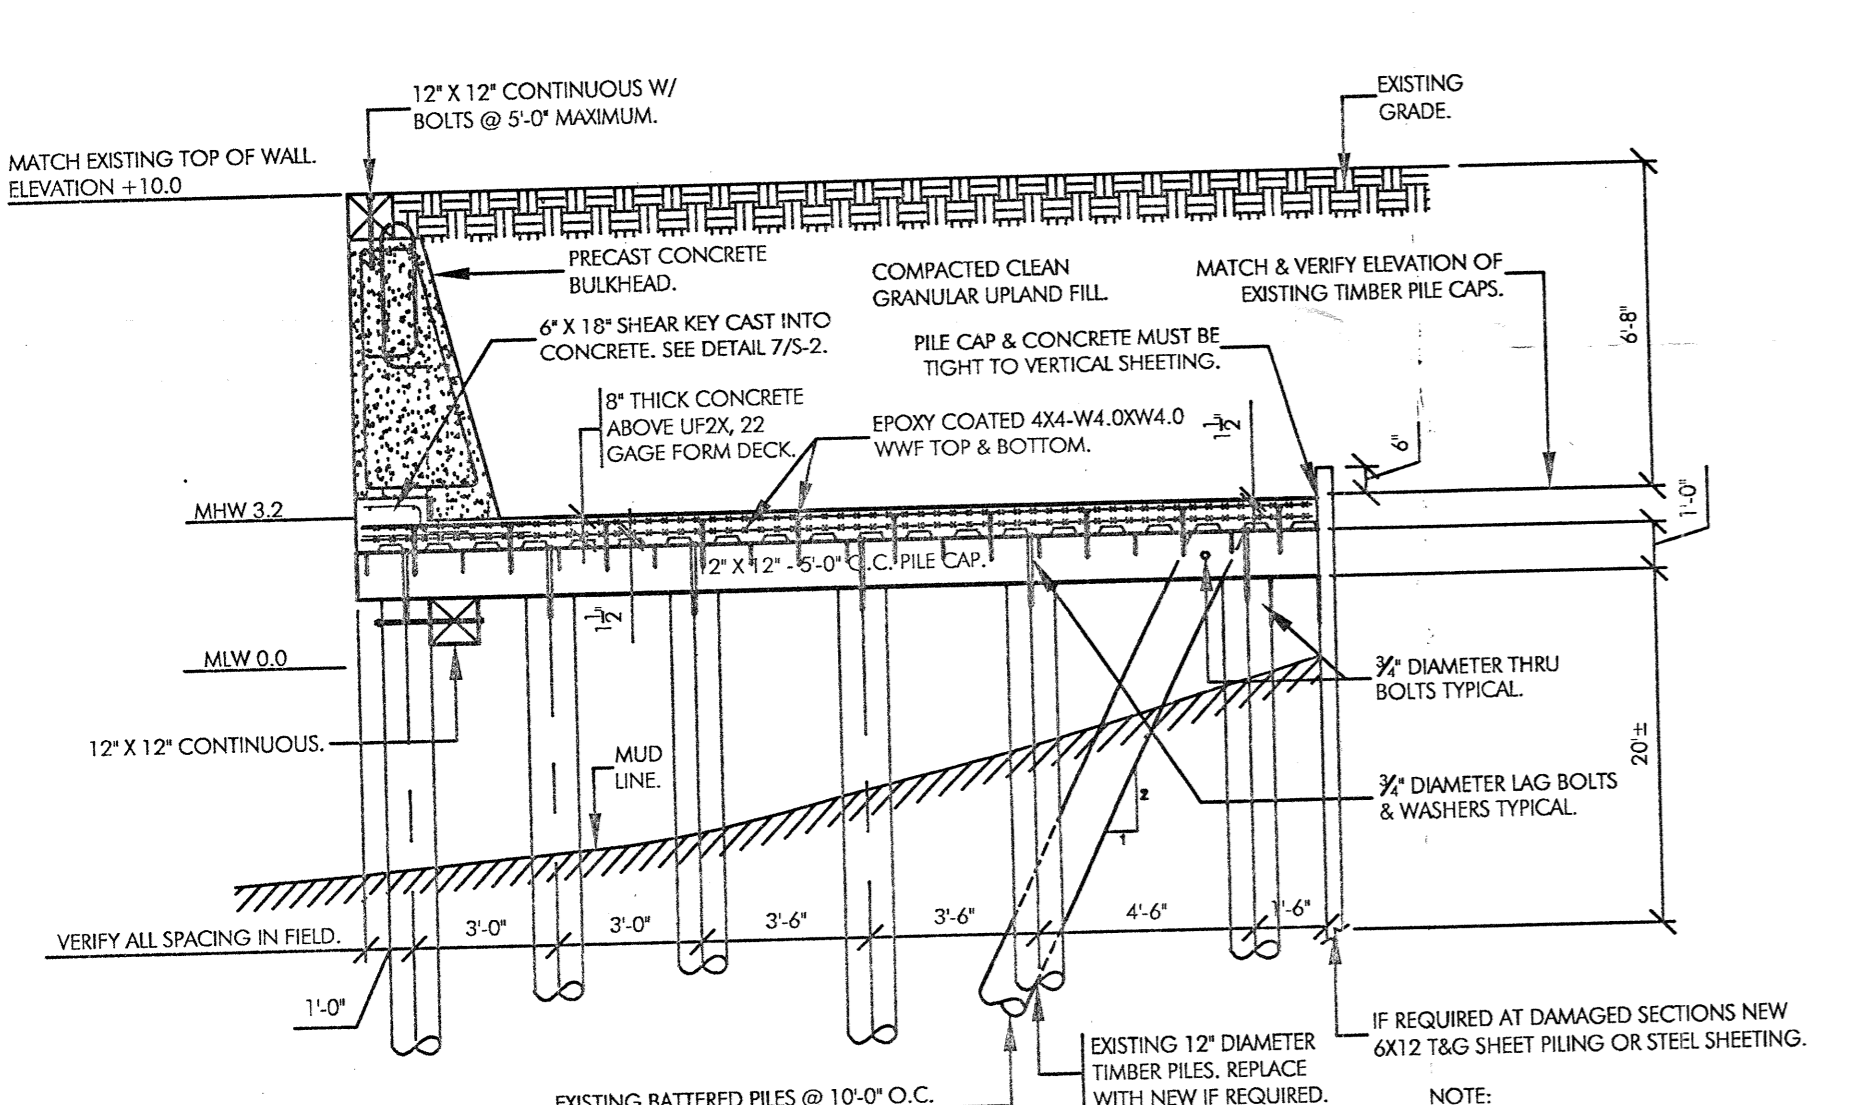 12" X 12" CONTINUOUS W/
BOLTS @ 5'-0" MAXIMUM.
EXISTING
GRADE.
MATCH EXISTING TOP OF WALL.
ELEVATION +10.0
PRECAST CONCRETE
BULKHEAD.
COMPACTED CLEAN
GRANULAR UPLAND FILL.
MATCH & VERIFY ELEVATION OF
EXISTING TIMBER PILE CAPS.
6'-8"
6" X 18" SHEAR KEY CAST INTO
CONCRETE. SEE DETAIL 7/S-2.
PILE CAP & CONCRETE MUST BE
TIGHT TO VERTICAL SHEETING.
8" THICK CONCRETE
ABOVE UF2X, 22
GAGE FORM DECK.
EPOXY COATED 4X4-W4.0XW4.0
WWF TOP & BOTTOM.
1 1/2"
6"
1'-0"
MHW 3.2
12" X 12" - 5'-0" O.C. PILE CAP.
1 1/2"
MLW 0.0
3/4" DIAMETER THRU
BOLTS TYPICAL.
12" X 12" CONTINUOUS.
MUD
LINE.
20'±
3/4" DIAMETER LAG BOLTS
& WASHERS TYPICAL.
2
1
VERIFY ALL SPACING IN FIELD.
3'-0" 3'-0" 3'-6" 3'-6" 4'-6" 1'-6"
1'-0"
IF REQUIRED AT DAMAGED SECTIONS NEW
6X12 T&G SHEET PILING OR STEEL SHEETING.
EXISTING 12" DIAMETER
TIMBER PILES. REPLACE
WITH NEW IF REQUIRED.
EXISTING BATTERED PILES @ 10'-0" O.C.
NOTE: